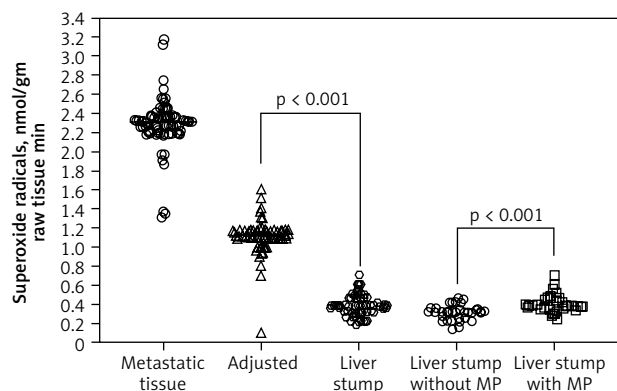 Superoxide radicals, nmol/gm
raw tissue min
3.4
3.2
3.0
2.8
2.6
2.4
2.2
2.0
1.8
1.6
1.4
1.2
1.0
0.8
0.6
0.4
0.2
0
p < 0.001
p < 0.001
Metastatic
tissue
Adjusted
Liver
stump
Liver stump
without MP
Liver stump
with MP